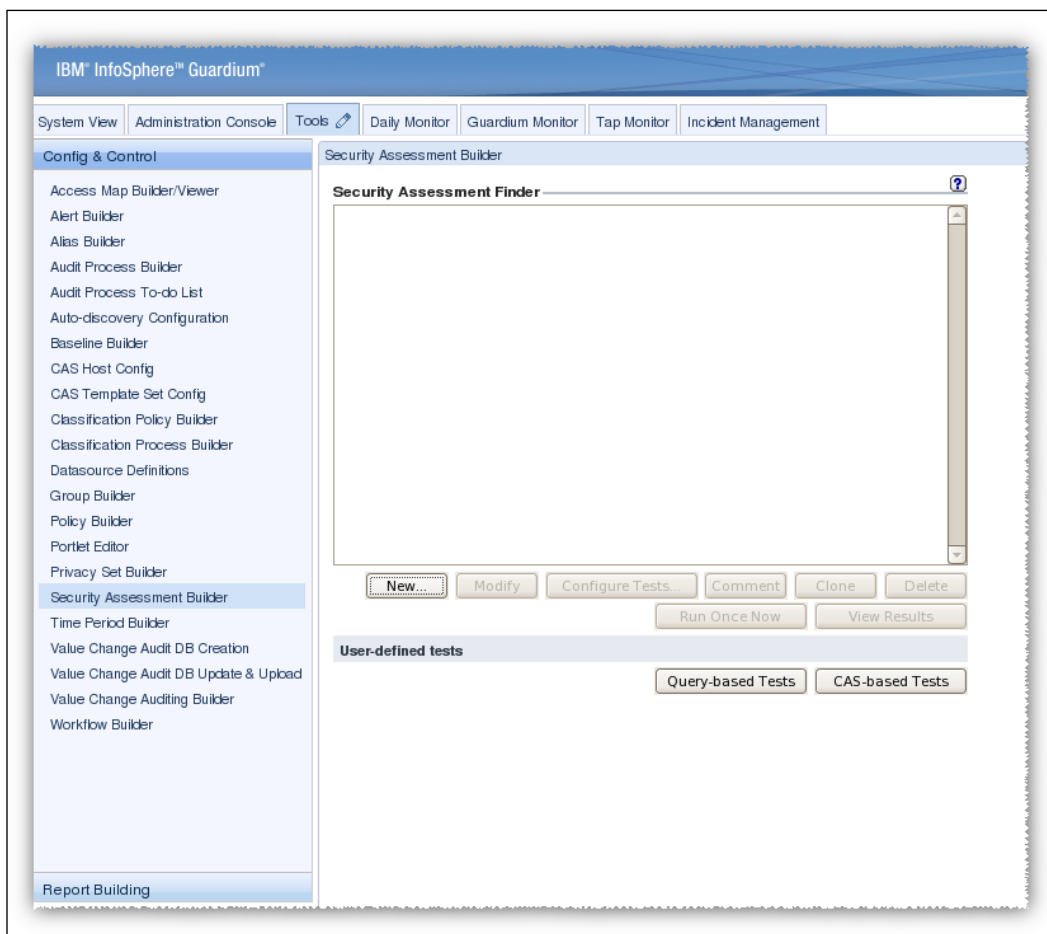 IBM® InfoSphere™ Guardium®
System View Administration Console Tools Daily Monitor Guardium Monitor Tap Monitor Incident Management
Config & Control
Access Map Builder/Viewer
Alert Builder
Alias Builder
Audit Process Builder
Audit Process To-do List
Auto-discovery Configuration
Baseline Builder
CAS Host Config
CAS Template Set Config
Classification Policy Builder
Classification Process Builder
Datasource Definitions
Group Builder
Policy Builder
Portlet Editor
Privacy Set Builder
Security Assessment Builder
Time Period Builder
Value Change Audit DB Creation
Value Change Audit DB Update & Upload
Value Change Auditing Builder
Workflow Builder
Report Building
Security Assessment Builder
Security Assessment Finder ?
New... Modify Configure Tests... Comment Clone Delete
Run Once Now View Results
User-defined tests
Query-based Tests CAS-based Tests